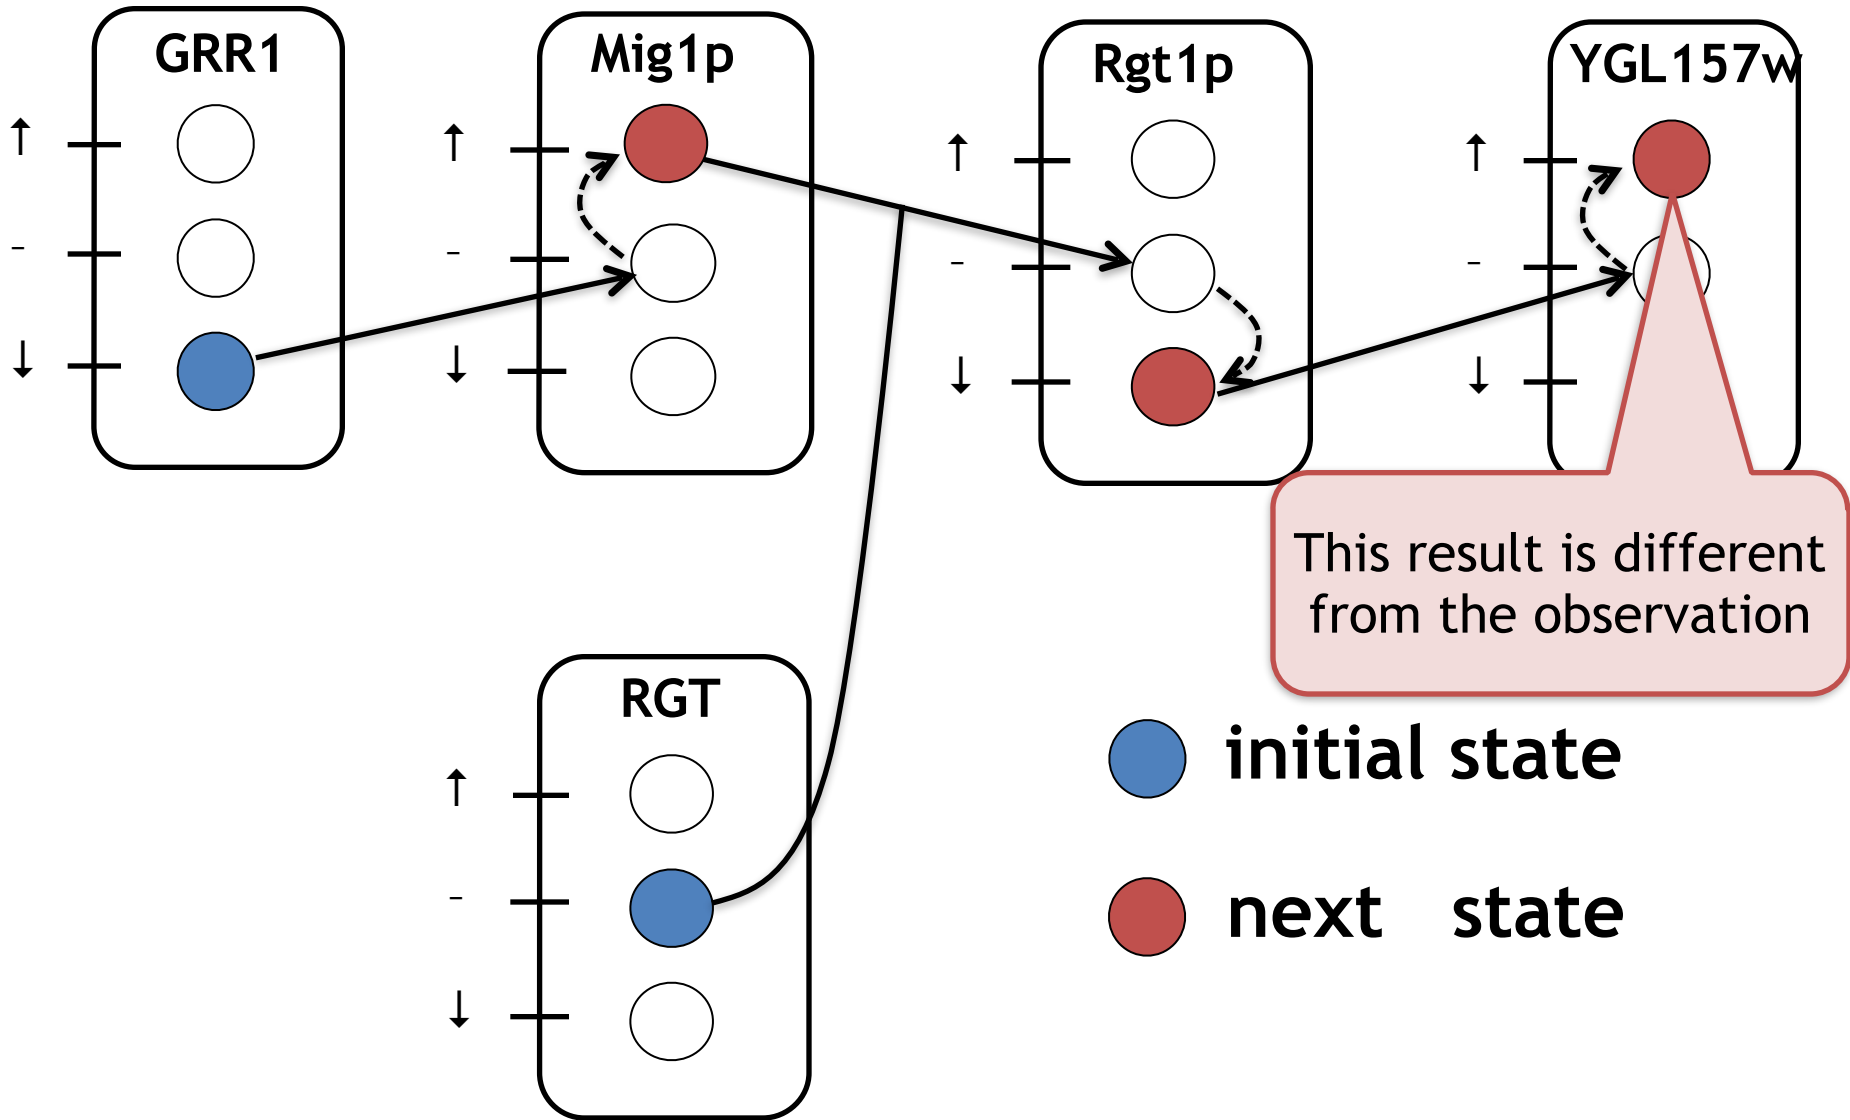 GRR1
Mig1p
Rgt1p
YGL157w
↑
–
↓
↑
–
↓
↑
–
↓
↑
–
↓
This result is different
from the observation
RGT
↑
–
↓
initial state
next state